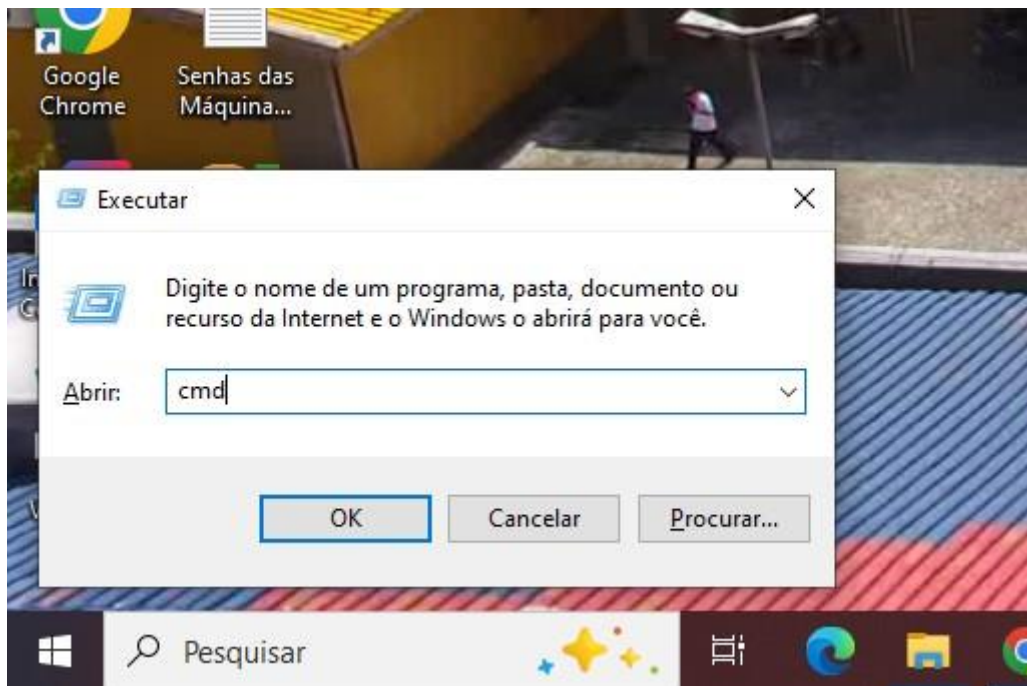 Google
Chrome
Senhas das
Máquina...
Executar
Digite o nome de um programa, pasta, documento ou
recurso da Internet e o Windows o abrirá para você.
Abrir:
cmd
OK
Cancelar
Procurar...
Pesquisar